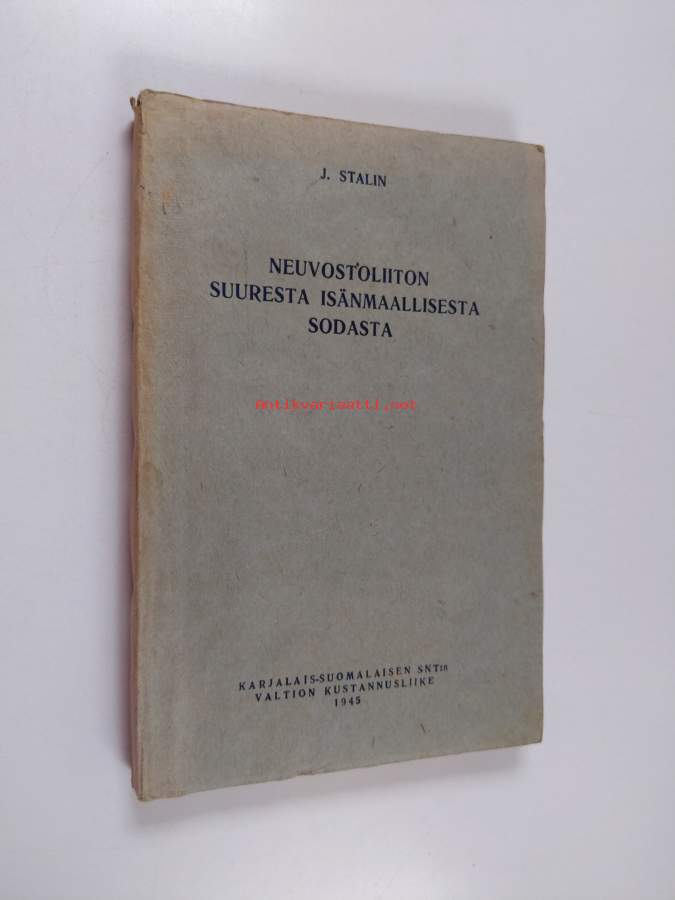 J. STALIN
NEUVOSTOLIITON
SUURESTA ISÄNMAALLISESTA
SODASTA
Antikvariaatti.net
KARJALAIS-SUOMALAISEN SNT:n
VALTION KUSTANNUSLIIKE
1945